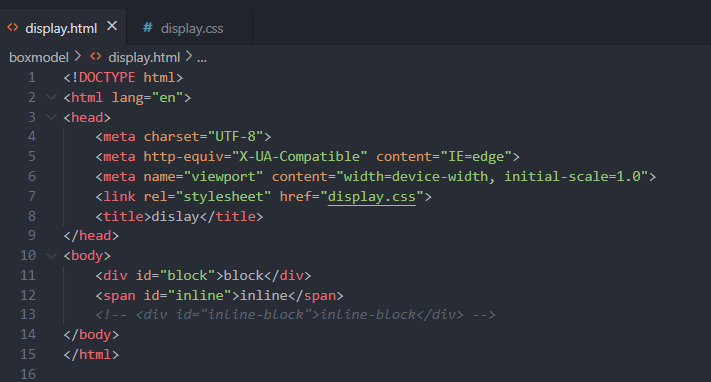 <> display.html ×
# display.css
boxmodel > <> display.html > ...
1 <!DOCTYPE html>
2 <html lang="en">
3 <head>
4 <meta charset="UTF-8">
5 <meta http-equiv="X-UA-Compatible" content="IE=edge">
6 <meta name="viewport" content="width=device-width, initial-scale=1.0">
7 <link rel="stylesheet" href="display.css">
8 <title>dislay</title>
9 </head>
10 <body>
11 <div id="block">block</div>
12 <span id="inline">inline</span>
13 <!-- <div id="inline-block">inline-block</div> -->
14 </body>
15 </html>
16